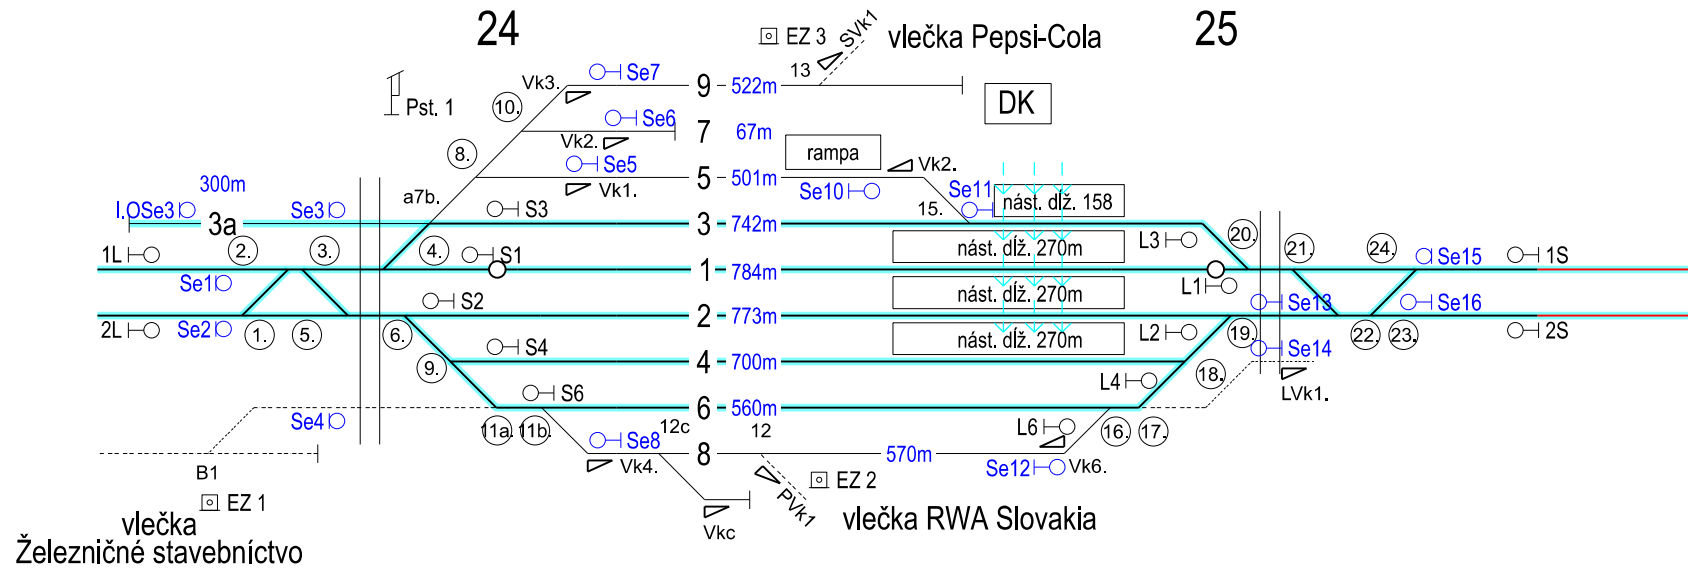 24
25
EZ 3
SVk1
vlečka Pepsi-Cola
Se7
9
522m
13
Vk3.
Pst. 1
10.
DK
Se6
7
67m
Vk2.
8.
rampa
Se5
5
501m
Vk2.
Vk1.
Se10
Se11
300m
a7b.
nást. dĺž. 158
I.OSe3
3a
Se3
S3
3
742m
15.
L3
20.
1L
2.
3.
4.
S1
nást. dĺž. 270m
21.
24.
Se15
1S
Se1
1
784m
L1
S2
nást. dĺž. 270m
Se13
Se16
2L
Se2
1.
5.
6.
2
773m
L2
19.
22.
23.
2S
S4
nást. dĺž. 270m
Se14
9.
4
700m
L4
18.
LVk1.
S6
6
560m
Se4
11a.
11b.
12c
12
L6
16.
17.
Se8
8
570m
B1
Vk4.
Se12
Vk6.
EZ 1
PVk1
EZ 2
vlečka
Železničné stavebníctvo
Vkc
vlečka RWA Slovakia